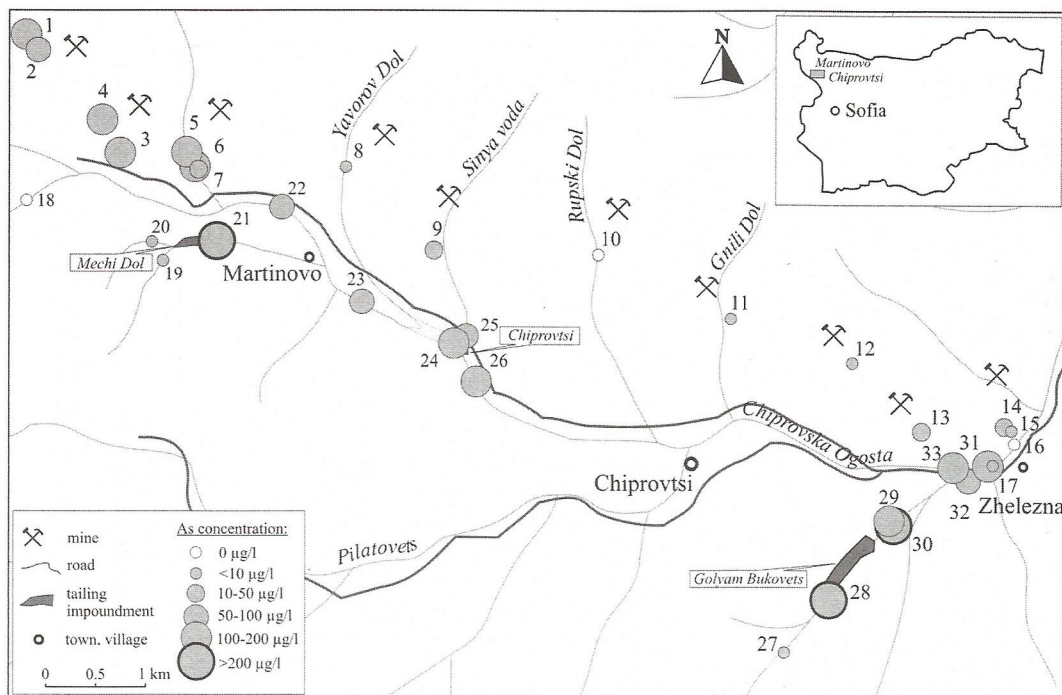 1
2
4
3
5
6
7
8
Yavorov Dol
Sinya voda
9
Rupski Dol
10
Gnili Dol
11
12
13
14
15
16
17
18
20
19
21
22
Mechi Dol
Martinovo
23
24
25
26
Chiprovtsi
N
Martinovo
Chiprovtsi
Sofia
Chiprovska Ogosta
Chiprovtsi
Pilatovets
33
31
32
Zhelezna
29
30
Golyam Bukovets
28
27
mine
road
tailing
impoundment
town, village
0 0.5 1 km
As concentration:
0 µg/l
<10 µg/l
10-50 µg/l
50-100 µg/l
100-200 µg/l
>200 µg/l